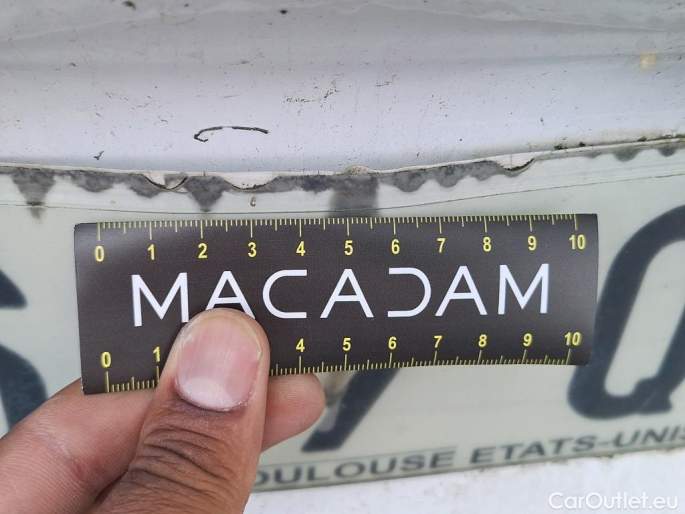 0 1 2 3 4 5 6 7 8 9 10
MACADAM
0 1 4 5 6 7 8 9 10
OULOUSE ETATS-UNIS
CarOutlet.eu